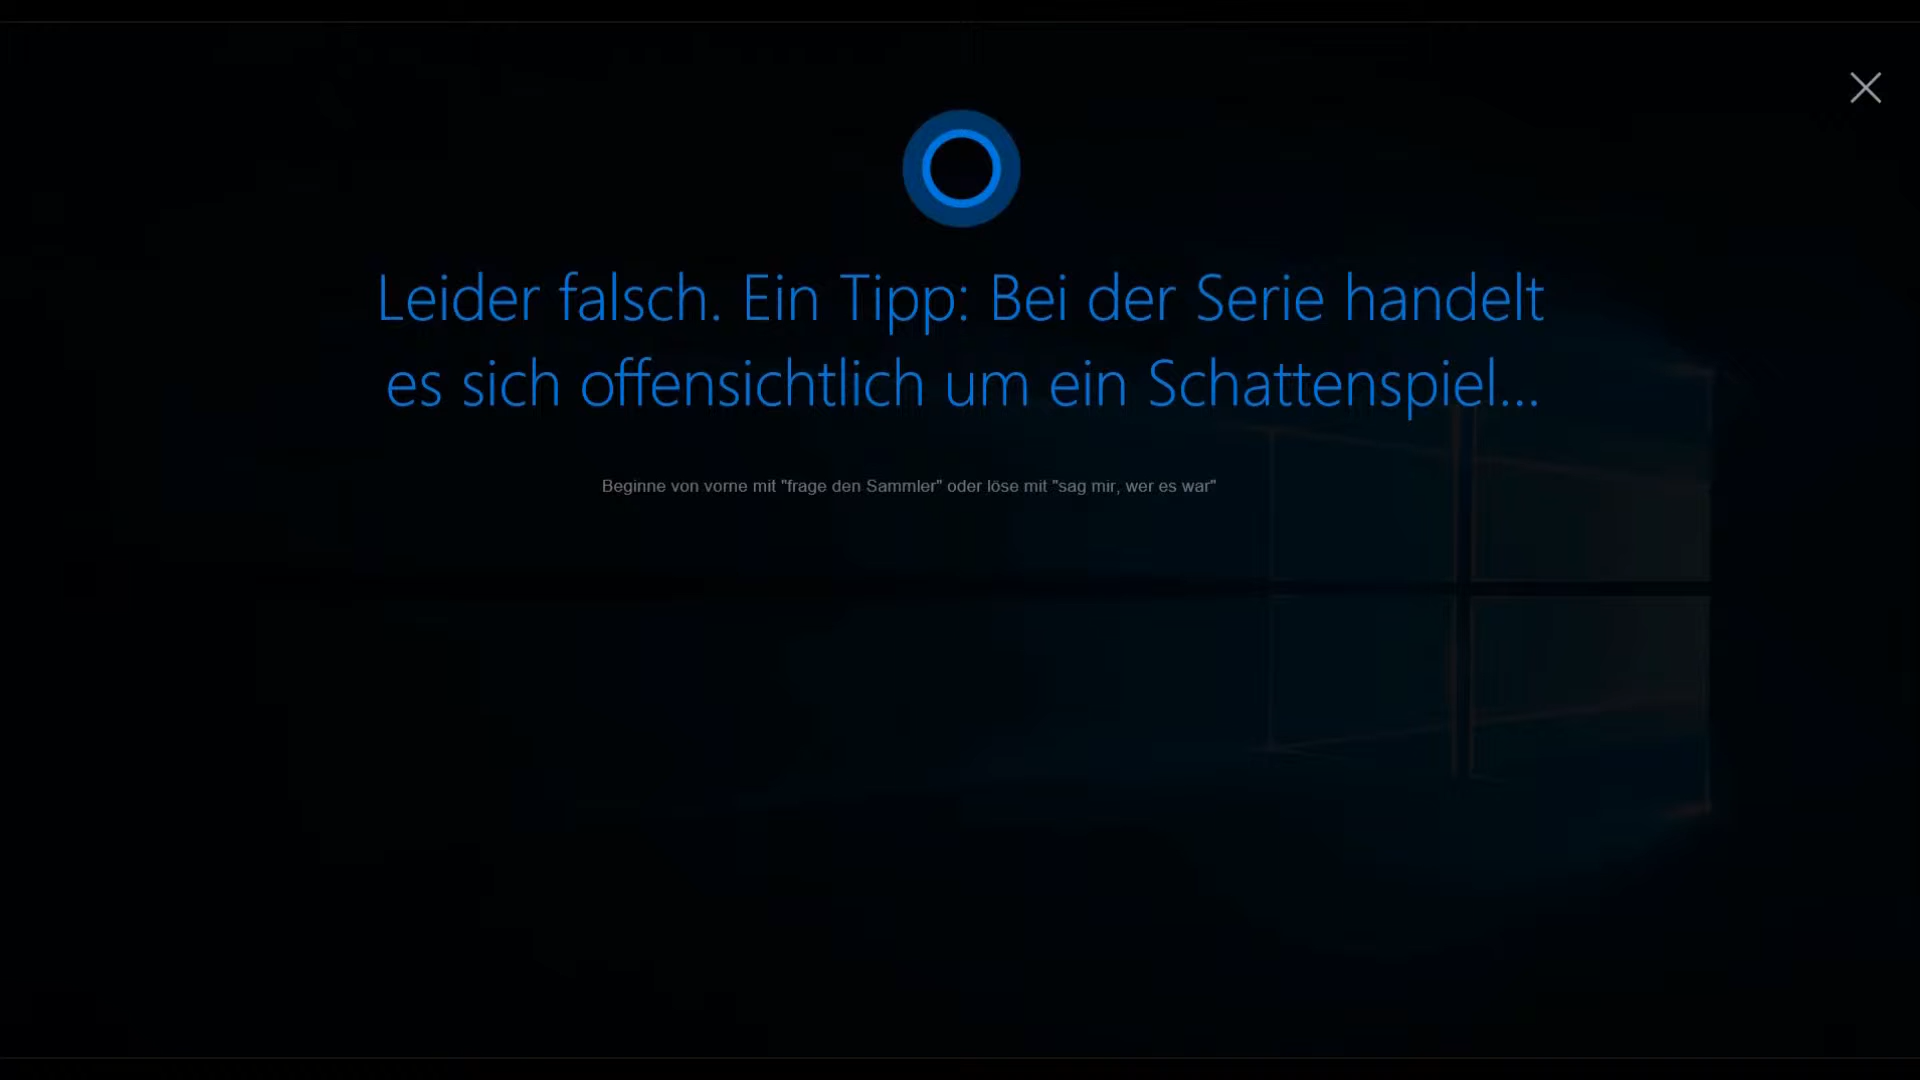 Leider falsch. Ein Tipp: Bei der Serie handelt
es sich offensichtlich um ein Schattenspiel...
Beginne von vorne mit "frage den Sammler" oder löse mit "sag mir, wer es war"